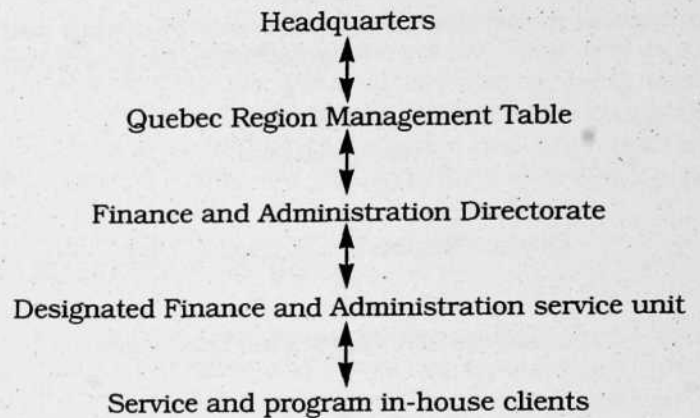 Headquarters
Quebec Region Management Table
Finance and Administration Directorate
Designated Finance and Administration service unit
Service and program in-house clients